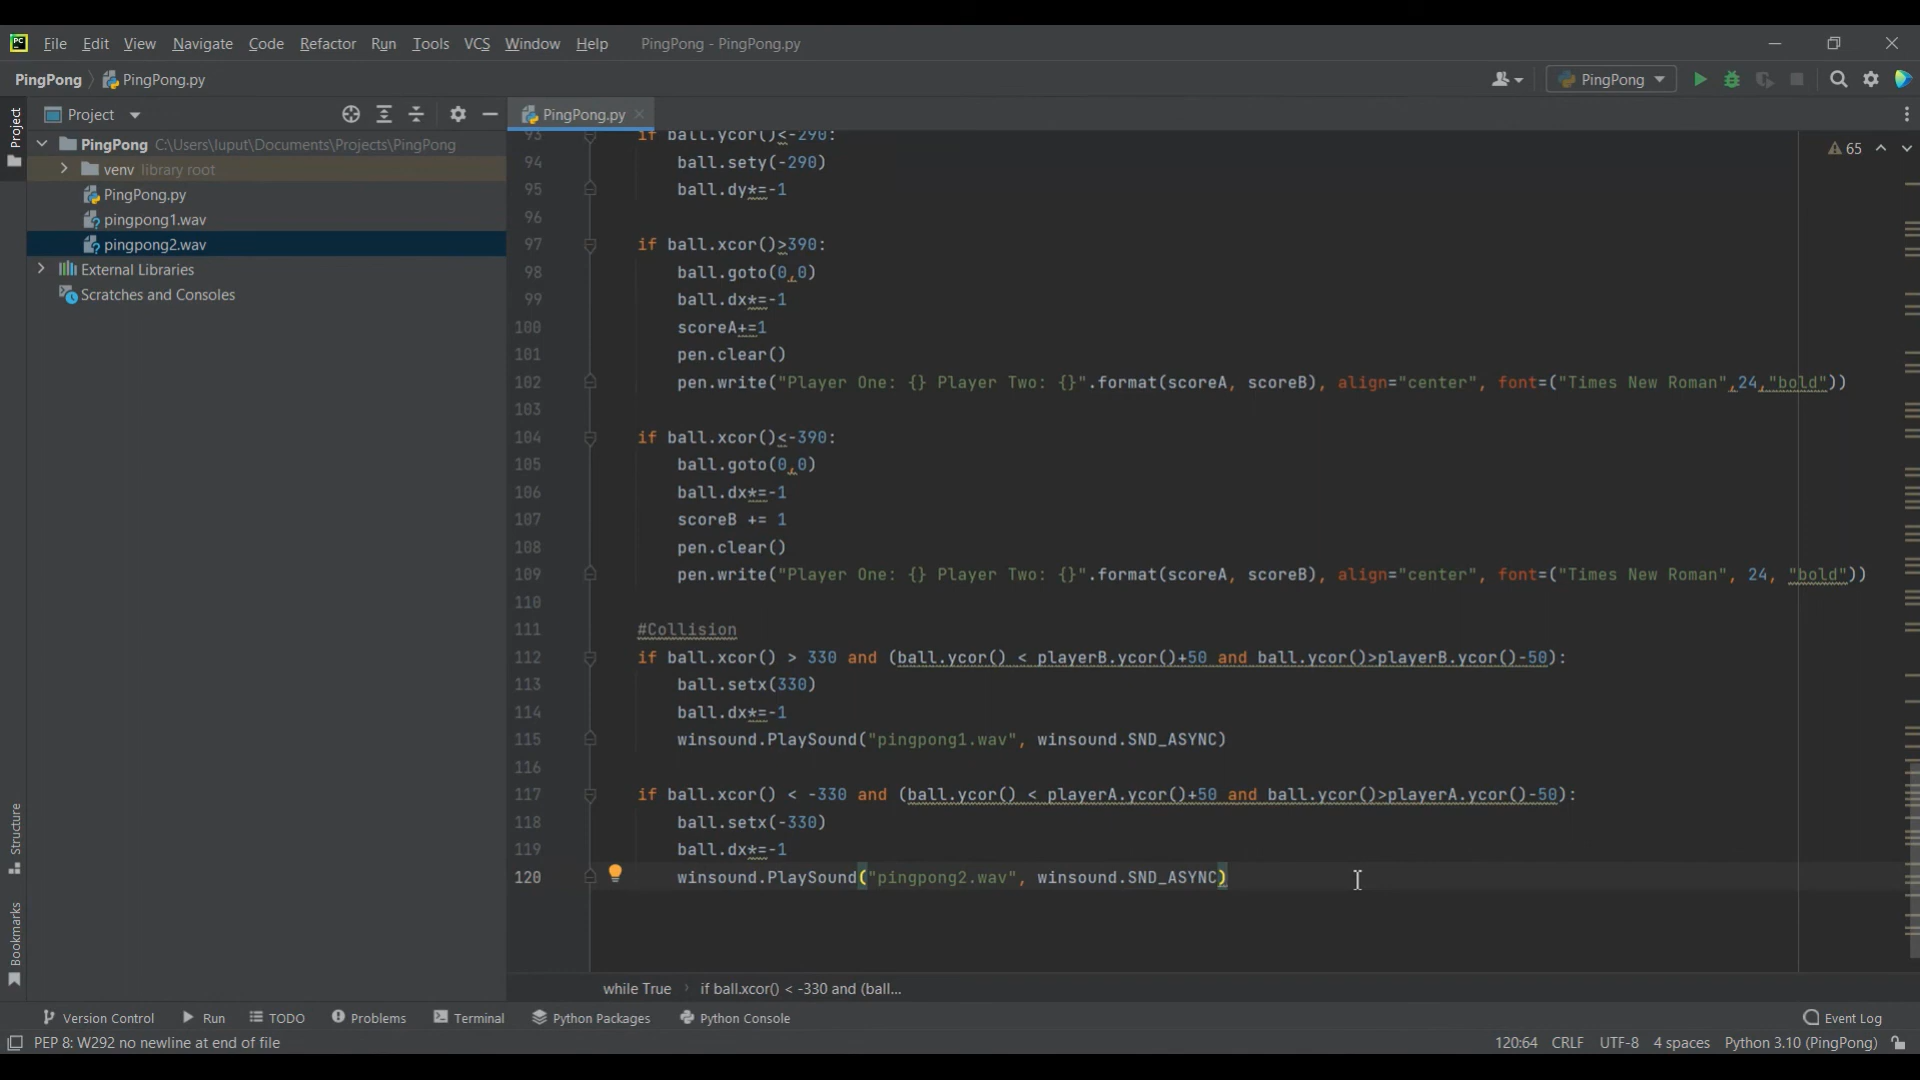 PC File Edit View Navigate Code Refactor Run Tools VCS Window Help PingPong - PingPong.py
PingPong PingPong.py PingPong
Project PingPong.py
Project
PingPong C:\Users\luput\Documents\Projects\PingPong
venv library root
PingPong.py
pingpong1.wav
pingpong2.wav
External Libraries
Scratches and Consoles
65
93 if ball.ycor()<-290:
94 ball.sety(-290)
95 ball.dy*=-1
96
97 if ball.xcor()>390:
98 ball.goto(0,0)
99 ball.dx*=-1
100 scoreA+=1
101 pen.clear()
102 pen.write("Player One: {} Player Two: {}".format(scoreA, scoreB), align="center", font=("Times New Roman",24,"bold"))
103
104 if ball.xcor()<-390:
105 ball.goto(0,0)
106 ball.dx*=-1
107 scoreB += 1
108 pen.clear()
109 pen.write("Player One: {} Player Two: {}".format(scoreA, scoreB), align="center", font=("Times New Roman", 24, "bold"))
110
111 #Collision
112 if ball.xcor() > 330 and (ball.ycor() < playerB.ycor()+50 and ball.ycor()>playerB.ycor()-50):
113 ball.setx(330)
114 ball.dx*=-1
115 winsound.PlaySound("pingpong1.wav", winsound.SND_ASYNC)
116
117 if ball.xcor() < -330 and (ball.ycor() < playerA.ycor()+50 and ball.ycor()>playerA.ycor()-50):
118 ball.setx(-330)
119 ball.dx*=-1
120 winsound.PlaySound("pingpong2.wav", winsound.SND_ASYNC)
Structure
Bookmarks
while True if ball.xcor() < -330 and (ball...
Version Control Run TODO Problems Terminal Python Packages Python Console Event Log
PEP 8: W292 no newline at end of file 120:64 CRLF UTF-8 4 spaces Python 3.10 (PingPong)